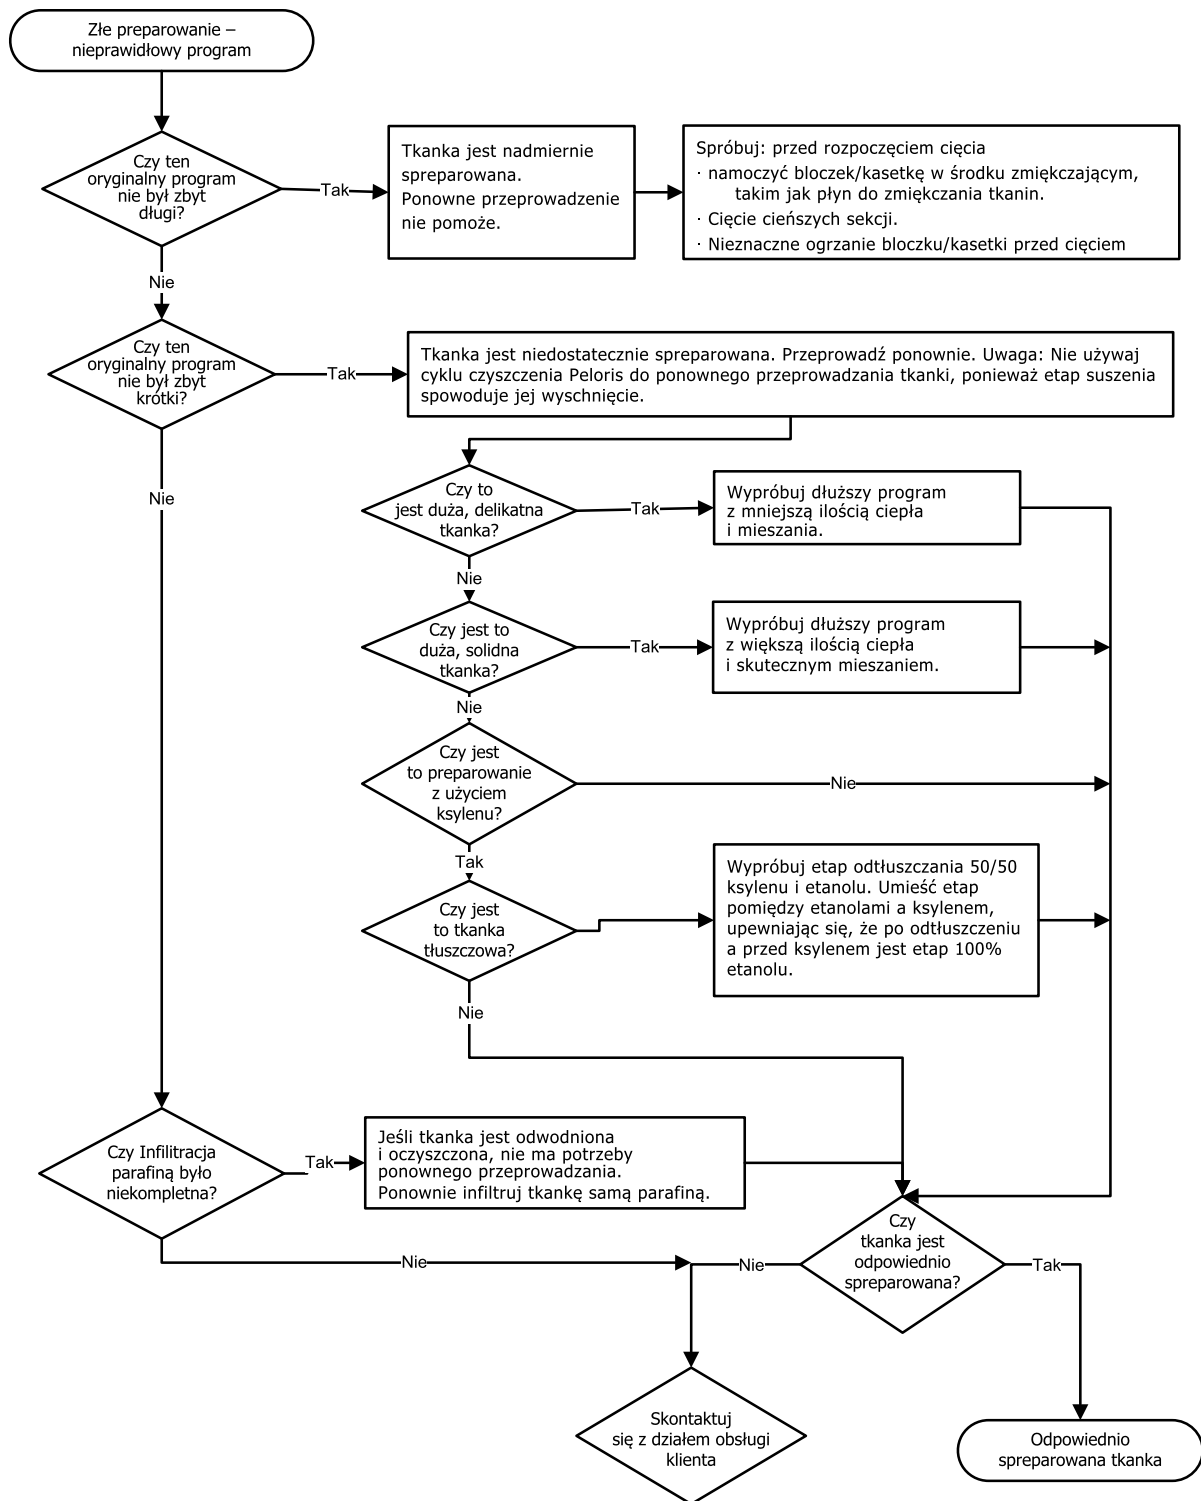 Złe preparowanie –
nieprawidłowy program
Czy ten
oryginalny program
nie był zbyt
długi?
Tak
Tkanka jest nadmiernie
spreparowana.
Ponowne przeprowadzenie
nie pomoże.
Spróbuj: przed rozpoczęciem cięcia
· namoczyć bloczek/kasetkę w środku zmiękczającym,
takim jak płyn do zmiękczania tkanin.
· Cięcie cieńszych sekcji.
· Nieznaczne ogrzanie bloczku/kasetki przed cięciem
Nie
Czy ten
oryginalny program
nie był zbyt
krótki?
Tak
Tkanka jest niedostatecznie spreparowana. Przeprowadź ponownie. Uwaga: Nie używaj
cyklu czyszczenia Peloris do ponownego przeprowadzania tkanki, ponieważ etap suszenia
spowoduje jej wyschnięcie.
Nie
Czy to
jest duża, delikatna
tkanka?
Tak
Wypróbuj dłuższy program
z mniejszą ilością ciepła
i mieszania.
Nie
Czy jest to
duża, solidna
tkanka?
Tak
Wypróbuj dłuższy program
z większą ilością ciepła
i skutecznym mieszaniem.
Nie
Czy jest
to preparowanie
z użyciem
ksylenu?
Nie
Tak
Czy jest
to tkanka
tłuszczowa?
Wypróbuj etap odtłuszczania 50/50
ksylenu i etanolu. Umieść etap
pomiędzy etanolami a ksylenem,
upewniając się, że po odtłuszczeniu
a przed ksylenem jest etap 100%
etanolu.
Nie
Czy Infilitracja
parafiną było
niekompletna?
Tak
Jeśli tkanka jest odwodniona
i oczyszczona, nie ma potrzeby
ponownego przeprowadzania.
Ponownie infiltruj tkankę samą parafiną.
Nie
Czy
tkanka jest
odpowiednio
spreparowana?
Nie
Tak
Skontaktuj
się z działem obsługi
klienta
Odpowiednio
spreparowana tkanka